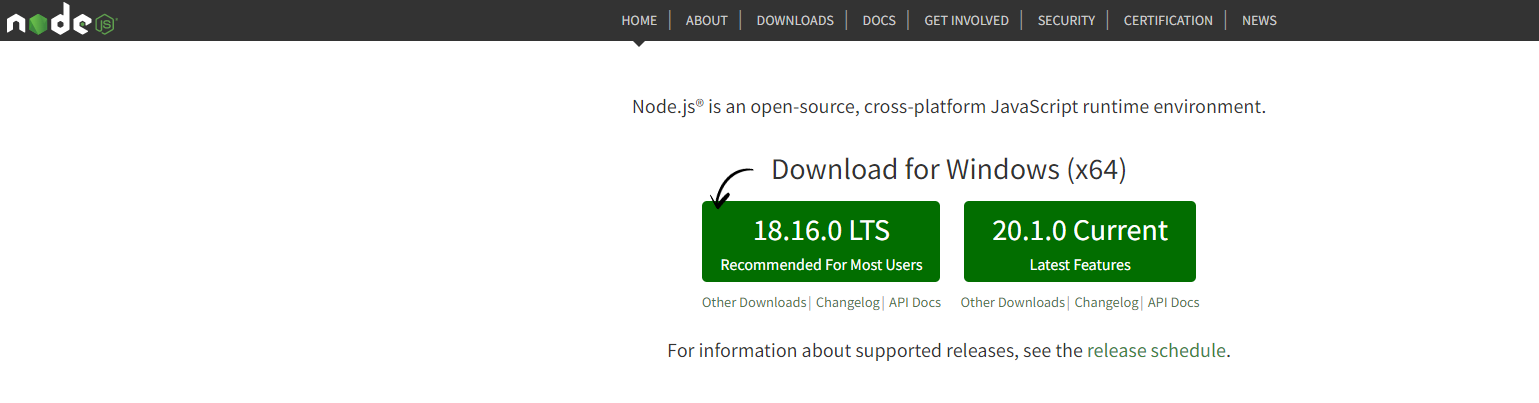 node JS
HOME | ABOUT | DOWNLOADS | DOCS | GET INVOLVED | SECURITY | CERTIFICATION | NEWS
Node.js® is an open-source, cross-platform JavaScript runtime environment.
Download for Windows (x64)
18.16.0 LTS 20.1.0 Current
Recommended For Most Users Latest Features
Other Downloads | Changelog | API Docs Other Downloads | Changelog | API Docs
For information about supported releases, see the release schedule.